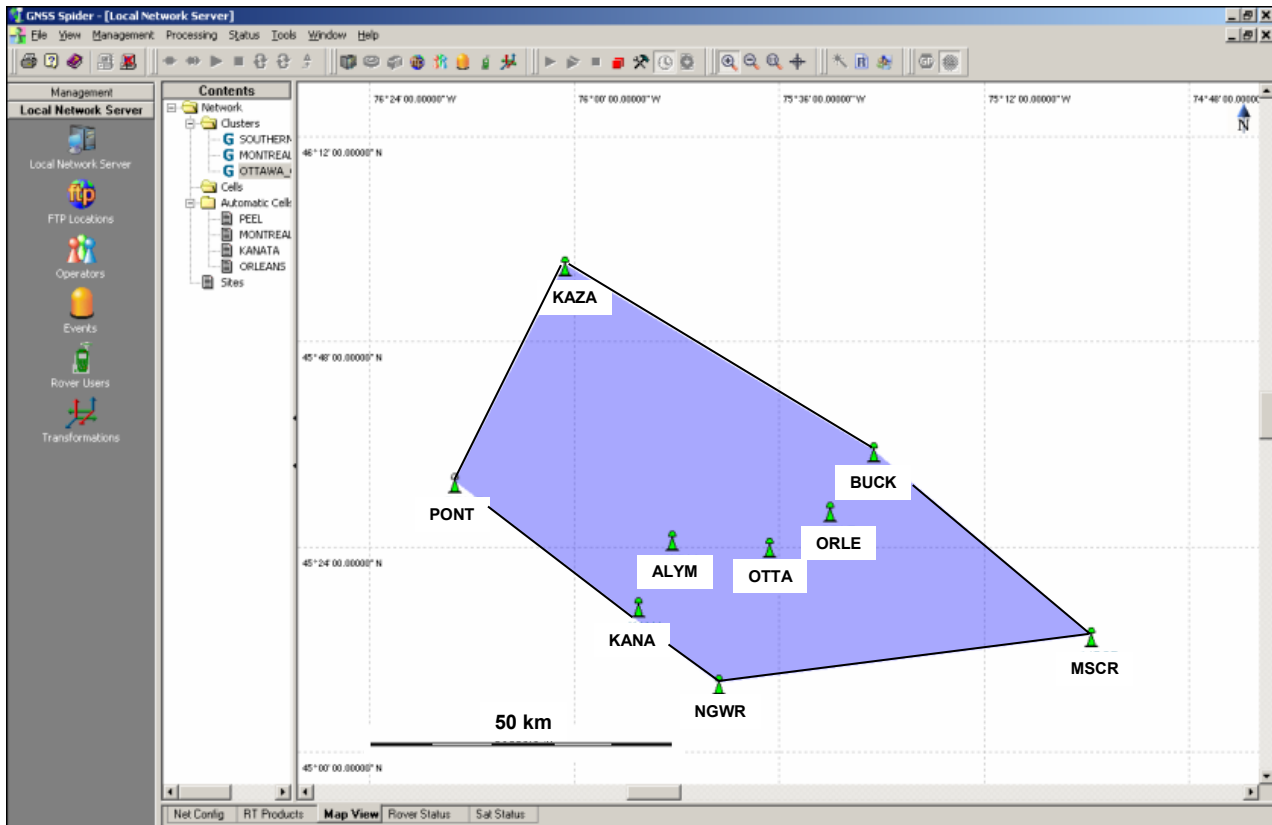 GNSS Spider - [Local Network Server]
File View Management Processing Status Tools Window Help
Management
Local Network Server
Local Network Server
FTP Locations
Operators
Events
Rover Users
Transformations
Contents
Network
Clusters
G SOUTHERN
G MONTREAL
G OTTAWA_
Cells
Automatic Cells
PEEL
MONTREAL
KANATA
ORLEANS
Sites
76°24' 00.00000" W 76°00' 00.00000" W 75°36' 00.00000" W 75°12' 00.00000" W 74°48' 00.0000
N
46°12' 00.00000" N
KAZA
45°48' 00.00000" N
BUCK
PONT
ORLE
ALYM
OTTA
45°24' 00.00000" N
KANA
MSCR
NGWR
50 km
45°00' 00.00000" N
Net Config RT Products Map View Rover Status Sat Status